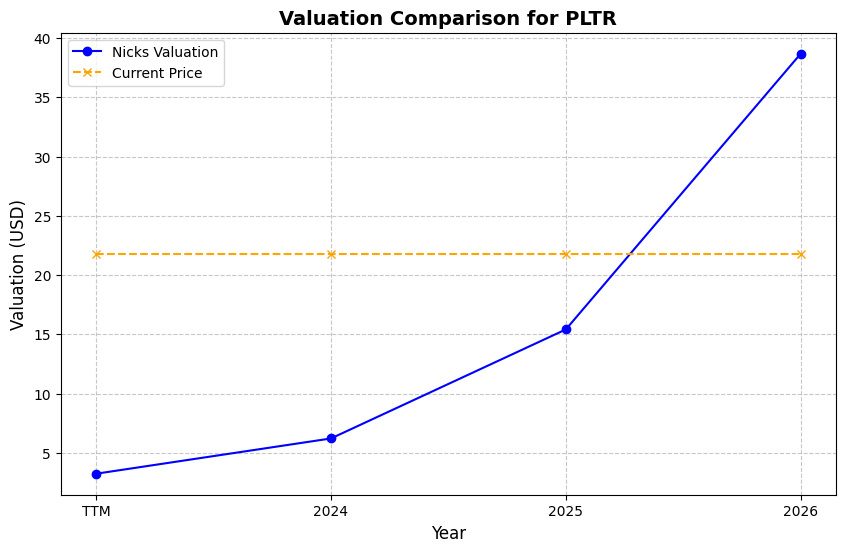 Valuation Comparison for PLTR
Nicks Valuation
Current Price
Valuation (USD)
40
35
30
25
20
15
10
5
TTM
2024
2025
2026
Year